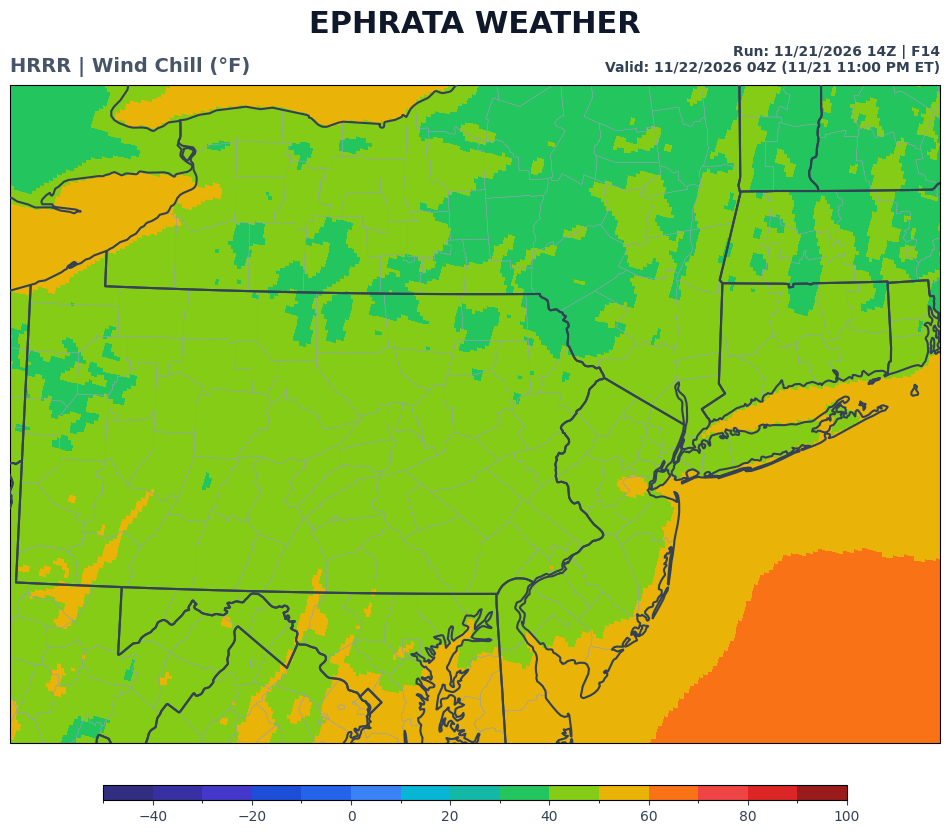 EPHRATA WEATHER
HRRR | Wind Chill (°F)
Run: 11/21/2026 14Z | F14
Valid: 11/22/2026 04Z (11/21 11:00 PM ET)
−40 −20 0 20 40 60 80 100